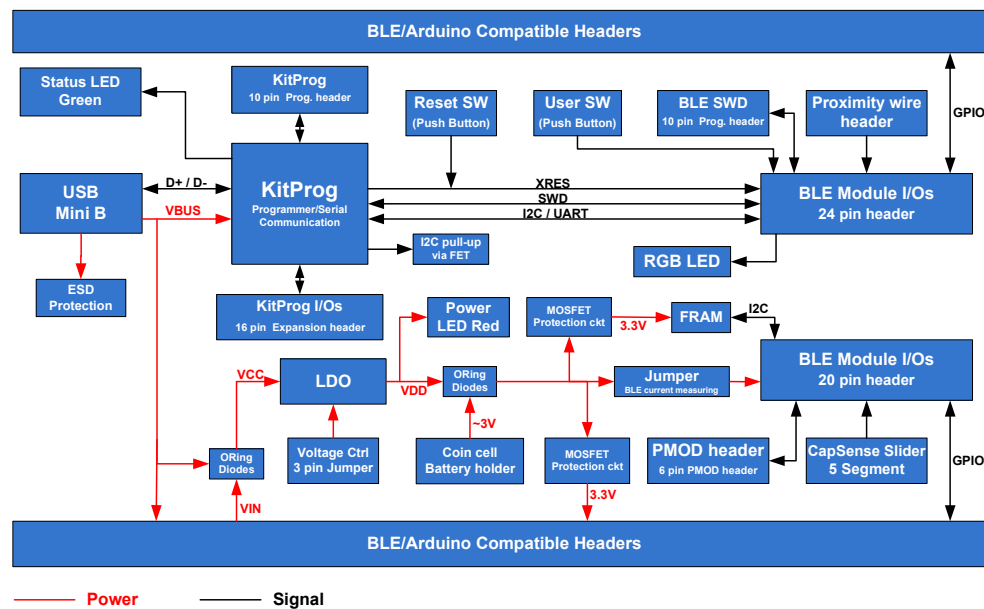 BLE/Arduino Compatible Headers
Status LED
Green
KitProg
10 pin  Prog. header
Reset SW
(Push Button)
User SW
(Push Button)
BLE SWD
10 pin  Prog. header
Proximity wire
header
GPIO
USB
Mini B
D+ / D-
VBUS
KitProg
Programmer/Serial
Communication
XRES
SWD
I2C / UART
BLE Module I/Os
24 pin header
I2C pull-up
via FET
RGB LED
ESD
Protection
KitProg I/Os
16 pin  Expansion header
Power
LED Red
MOSFET
Protection ckt
3.3V
FRAM
I2C
VCC
LDO
VDD
ORing
Diodes
Jumper
BLE current measuring
BLE Module I/Os
20 pin header
~3V
ORing
Diodes
Voltage Ctrl
3 pin Jumper
Coin cell
Battery holder
MOSFET
Protection ckt
PMOD header
6 pin PMOD header
CapSense Slider
5 Segment
GPIO
VIN
3.3V
BLE/Arduino Compatible Headers
Power
Signal